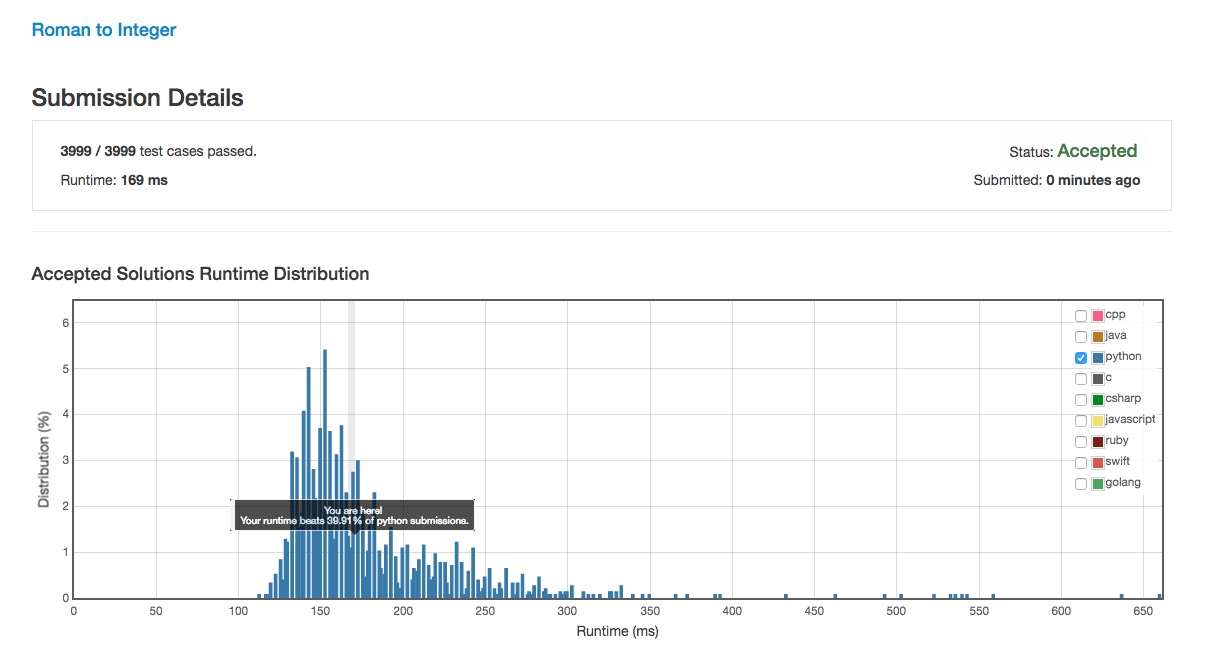 Roman to Integer
Submission Details
3999 / 3999 test cases passed.
Status: Accepted
Runtime: 169 ms
Submitted: 0 minutes ago
Accepted Solutions Runtime Distribution
Distribution (%)
6
5
4
3
2
1
0
cpp
java
python
c
csharp
javascript
ruby
swift
golang
You are here!
Your runtime beats 39.91% of python submissions.
0 50 100 150 200 250 300 350 400 450 500 550 600 650
Runtime (ms)